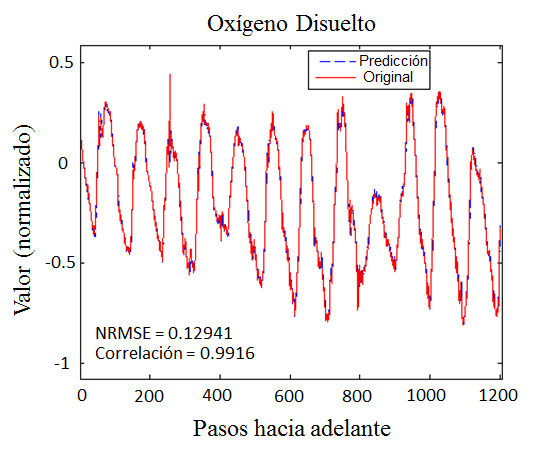 Oxígeno Disuelto
Predicción
Original
0.5
0
-0.5
-1
Valor (normalizado)
NRMSE = 0.12941
Correlación = 0.9916
0 200 400 600 800 1000 1200
Pasos hacia adelante